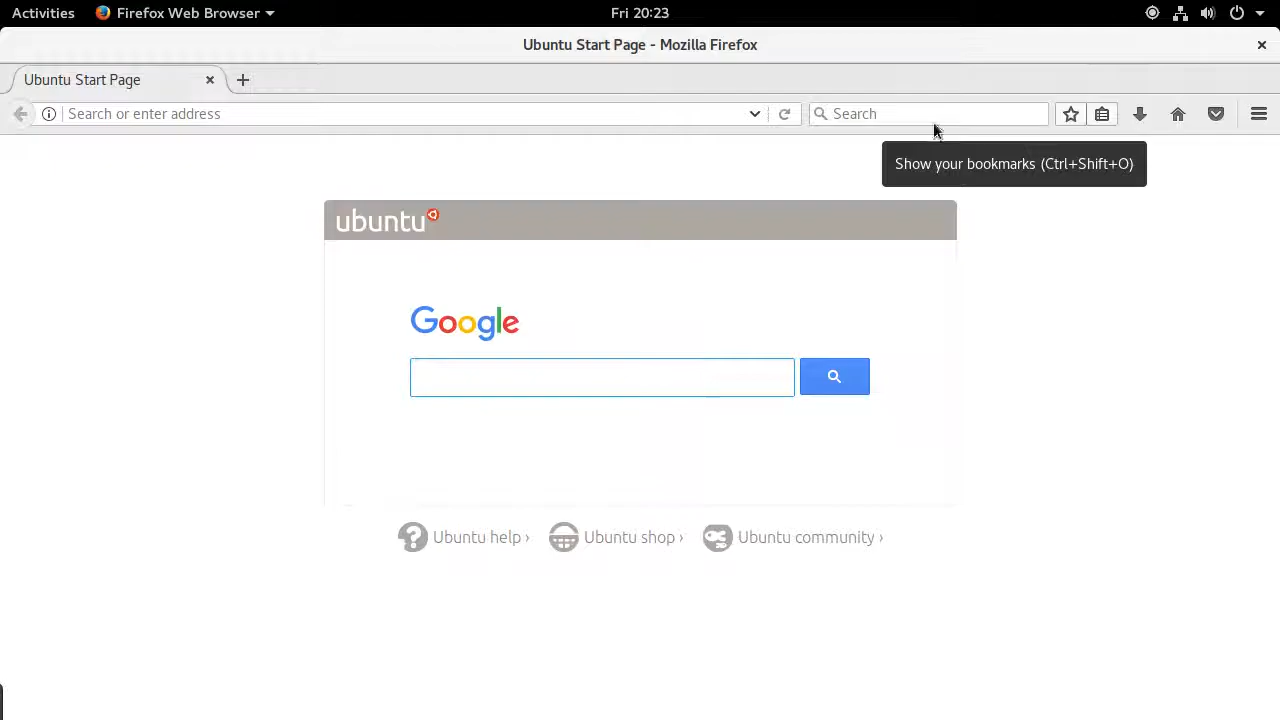 Activities Firefox Web Browser Fri 20:23
Ubuntu Start Page - Mozilla Firefox
Ubuntu Start Page
Search or enter address Search
Show your bookmarks (Ctrl+Shift+O)
ubuntu
Google
Ubuntu help › Ubuntu shop › Ubuntu community ›